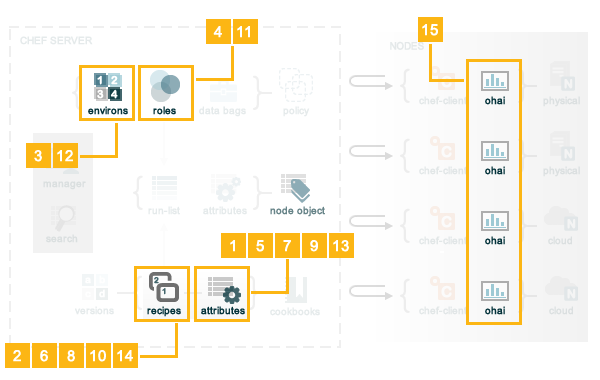 4 11
15
CHEF SERVER
NODES
1 2
3 4
environs
roles
data bags
policy
chef-client
ohai
physical
3 12
manager
chef-client
ohai
physical
run-list
attributes
node object
search
chef-client
ohai
cloud
1 5 7 9 13
versions
2
1
recipes
attributes
cookbooks
chef-client
ohai
cloud
2 6 8 10 14